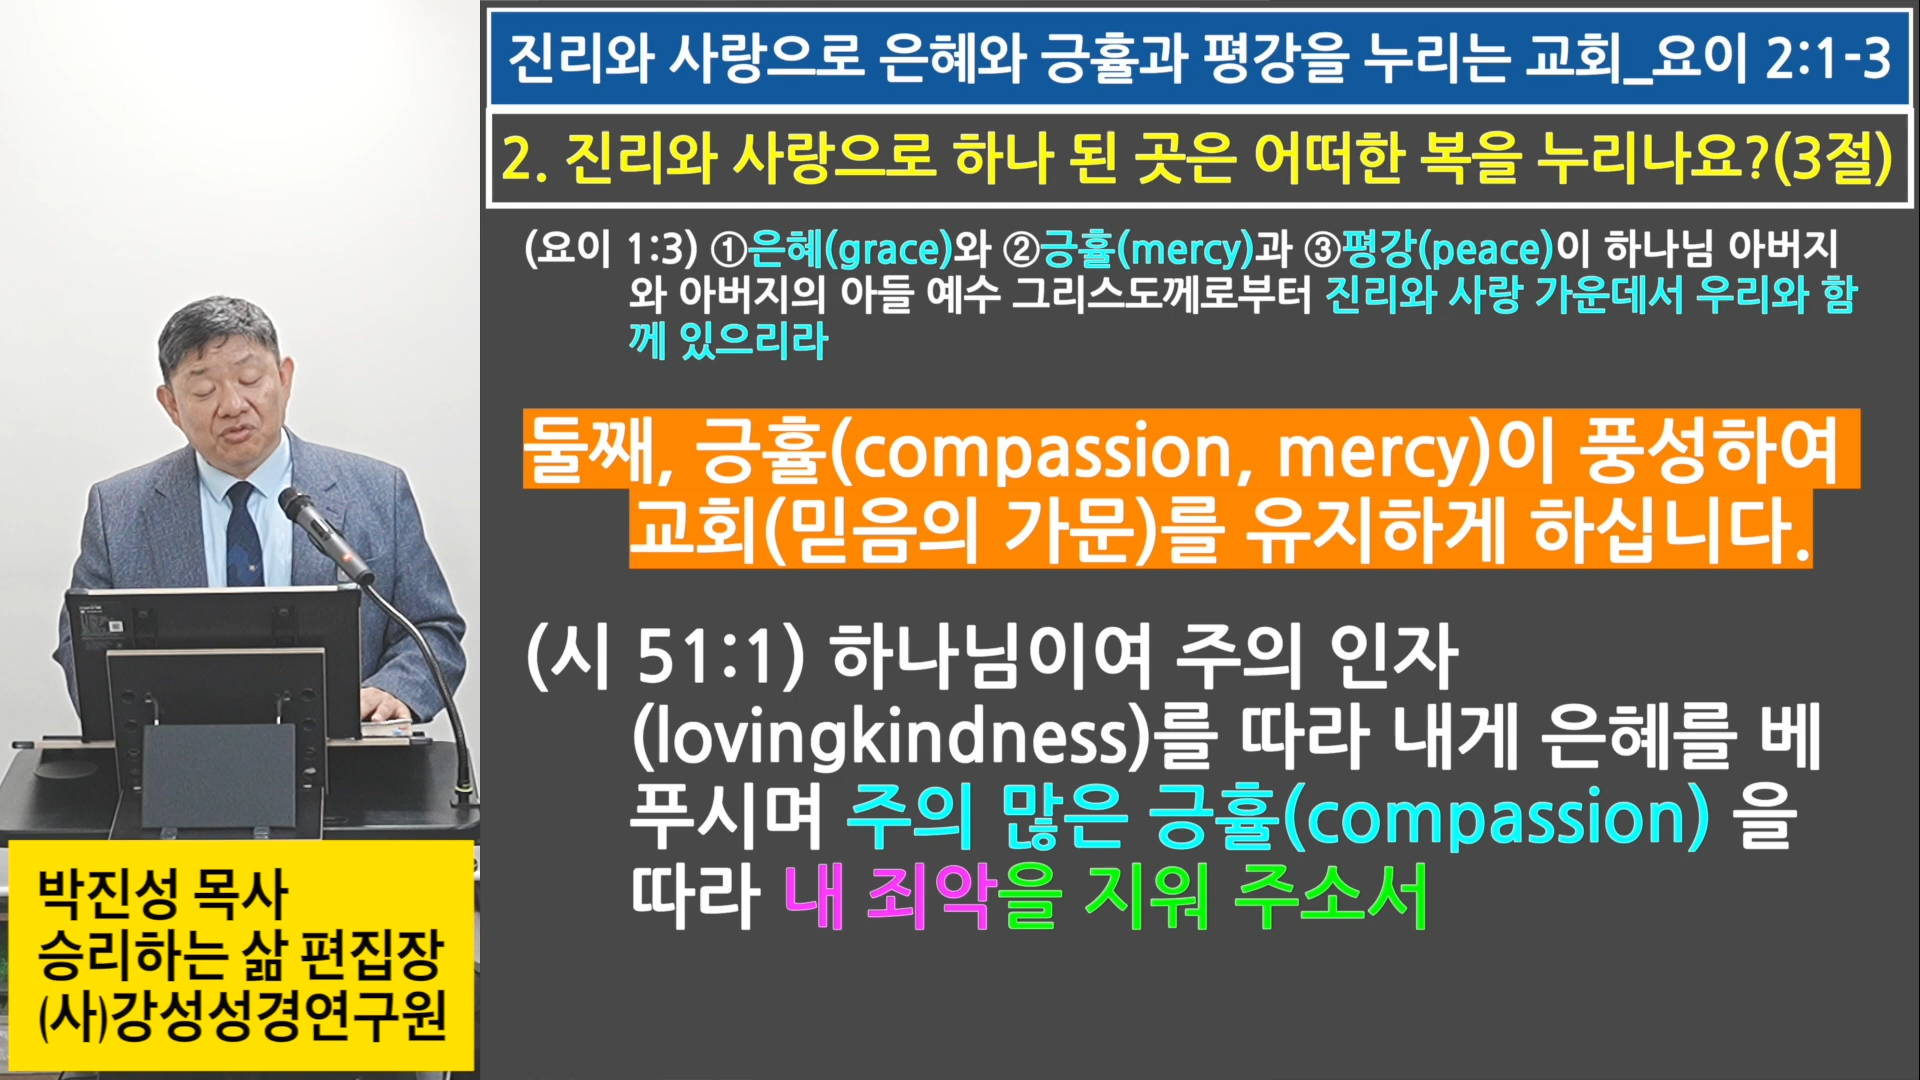 진리와 사랑으로 은혜와 긍휼과 평강을 누리는 교회_요이 2:1-3
2. 진리와 사랑으로 하나 된 곳은 어떠한 복을 누리나요?(3절)
(요이 1:3) ①은혜(grace)와 ②긍휼(mercy)과 ③평강(peace)이 하나님 아버지
와 아버지의 아들 예수 그리스도께로부터 진리와 사랑 가운데서 우리와 함
께 있으리라
둘째, 긍휼(compassion, mercy)이 풍성하여
교회(믿음의 가문)를 유지하게 하십니다.
(시 51:1) 하나님이여 주의 인자
(lovingkindness)를 따라 내게 은혜를 베
푸시며 주의 많은 긍휼(compassion) 을
따라 내 죄악을 지워 주소서
박진성 목사
승리하는 삶 편집장
(사)강성성경연구원